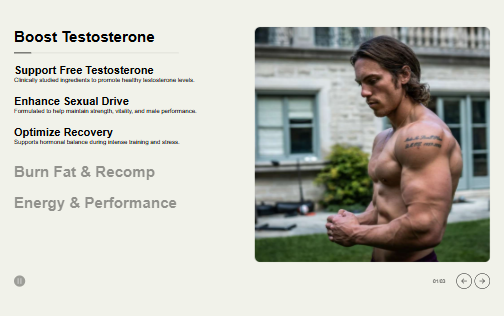 Boost Testosterone
Support Free Testosterone
Clinically studied ingredients to promote healthy testosterone levels.
Enhance Sexual Drive
Formulated to help maintain strength, vitality, and male performance.
Optimize Recovery
Supports hormonal balance during intense training and stress.
Burn Fat & Recomp
Energy & Performance
01/03